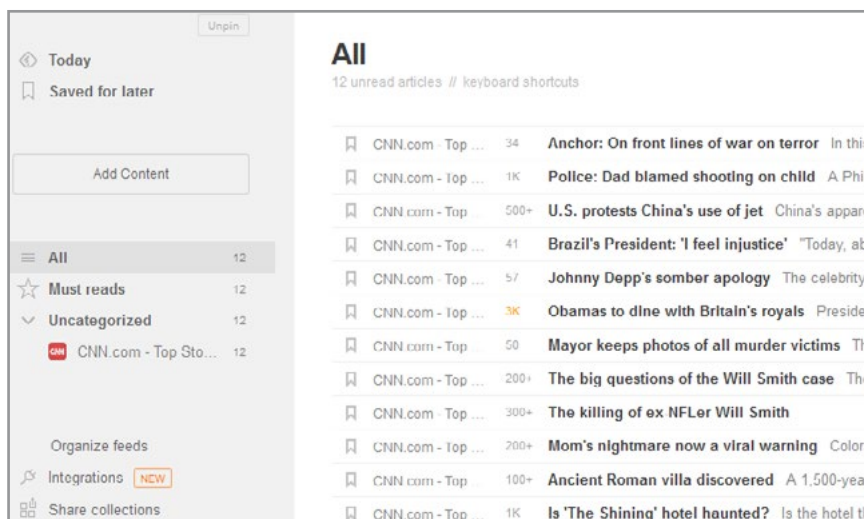 Unpin
Today
Saved for later
Add Content
All 12
Must reads 12
Uncategorized 12
CNN CNN.com - Top Sto... 12
Organize feeds
Integrations NEW
Share collections
All
12 unread articles // keyboard shortcuts
CNN.com - Top ... 34 Anchor: On front lines of war on terror In this
CNN.com - Top ... 1K Police: Dad blamed shooting on child A Phi
CNN.com - Top ... 500+ U.S. protests China's use of jet China's appare
CNN.com - Top ... 41 Brazil's President: 'I feel injustice' "Today, ab
CNN.com - Top ... 57 Johnny Depp's somber apology The celebrity
CNN.com - Top ... 3K Obamas to dine with Britain's royals Preside
CNN.com - Top ... 50 Mayor keeps photos of all murder victims Th
CNN.com - Top ... 200+ The big questions of the Will Smith case The
CNN.com - Top ... 300+ The killing of ex NFLer Will Smith
CNN.com - Top ... 200+ Mom's nightmare now a viral warning Color
CNN.com - Top ... 100+ Ancient Roman villa discovered A 1,500-yea
CNN.com - Top ... 1K Is 'The Shining' hotel haunted? Is the hotel t